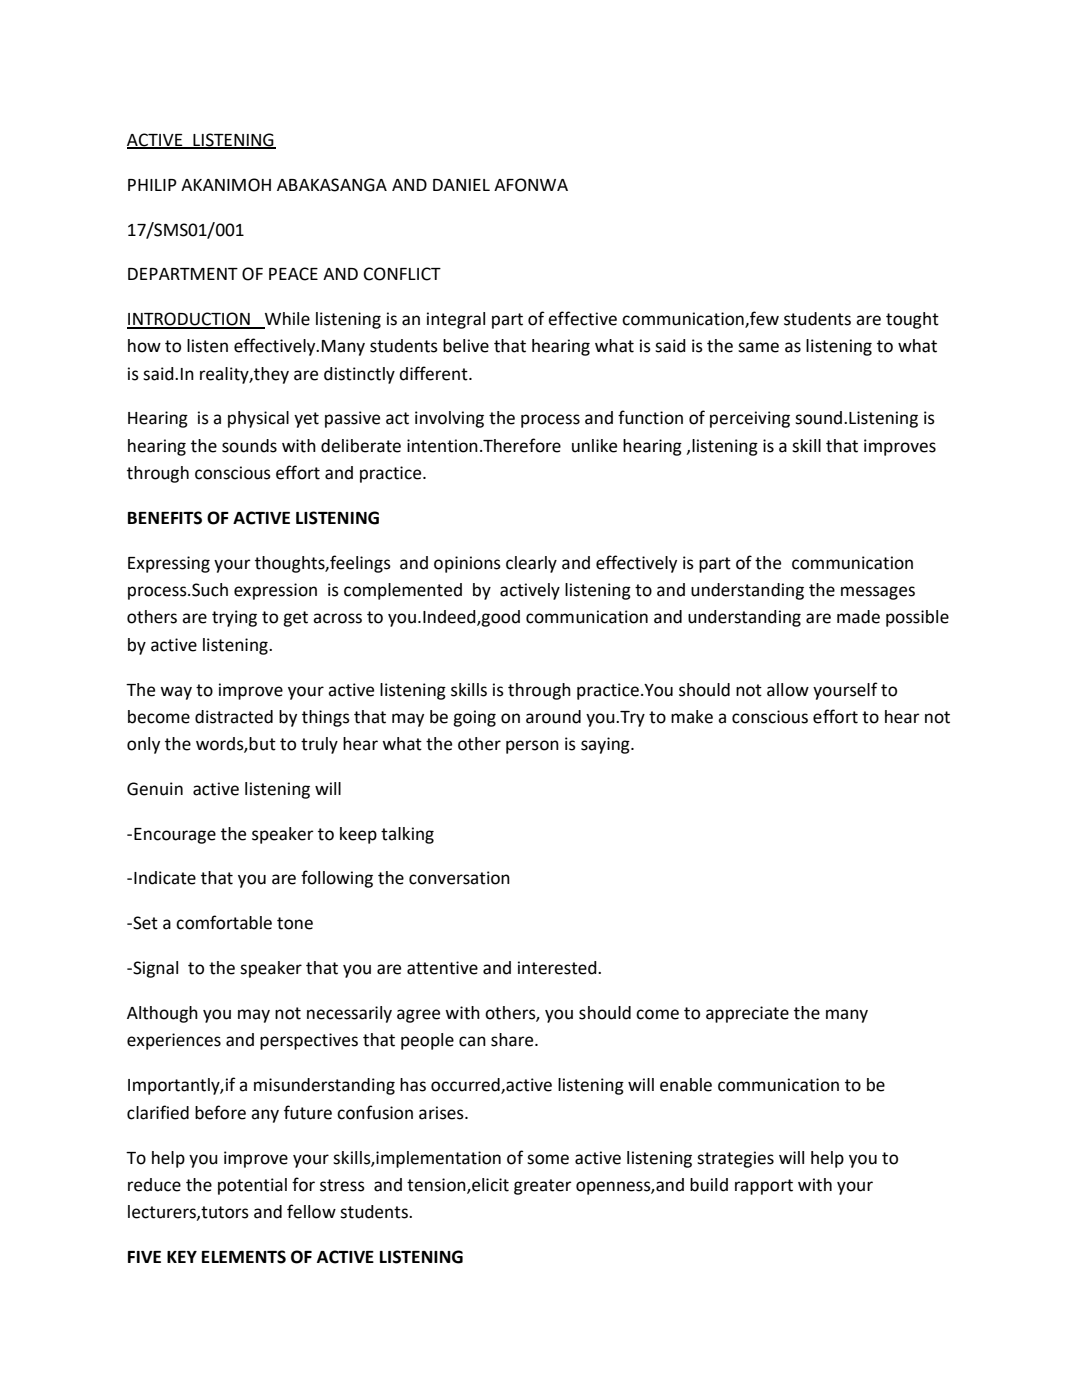 ACTIVE  LISTENING
PHILIP AKANIMOH ABAKASANGA AND DANIEL AFONWA
17/SMS01/001
DEPARTMENT OF PEACE AND CONFLICT
INTRODUCTION   While listening is an integral part of effective communication,few students are tought
how to listen effectively.Many students belive that hearing what is said is the same as listening to what
is said.In reality,they are distinctly different.
Hearing  is a physical yet passive act involving the process and function of perceiving sound.Listening is
hearing the sounds with deliberate intention.Therefore  unlike hearing ,listening is a skill that improves
through conscious effort and practice.
BENEFITS OF ACTIVE LISTENING
Expressing your thoughts,feelings  and opinions clearly and effectively is part of the  communication
process.Such expression  is complemented  by  actively listening to and understanding the messages
others are trying to get across to you.Indeed,good communication and understanding are made possible
by active listening.
The way to improve your active listening skills is through practice.You should not allow yourself to
become distracted by things that may be going on around you.Try to make a conscious effort to hear not
only the words,but to truly hear what the other person is saying.
Genuin  active listening will
-Encourage the speaker to keep talking
-Indicate that you are following the conversation
-Set a comfortable tone
-Signal  to the speaker that you are attentive and interested.
Although you may not necessarily agree with others, you should come to appreciate the many
experiences and perspectives that people can share.
Importantly,if a misunderstanding has occurred,active listening will enable communication to be
clarified before any future confusion arises.
To help you improve your skills,implementation of some active listening strategies will help you to
reduce the potential for stress  and tension,elicit greater openness,and build rapport with your
lecturers,tutors and fellow students.
FIVE KEY ELEMENTS OF ACTIVE LISTENING